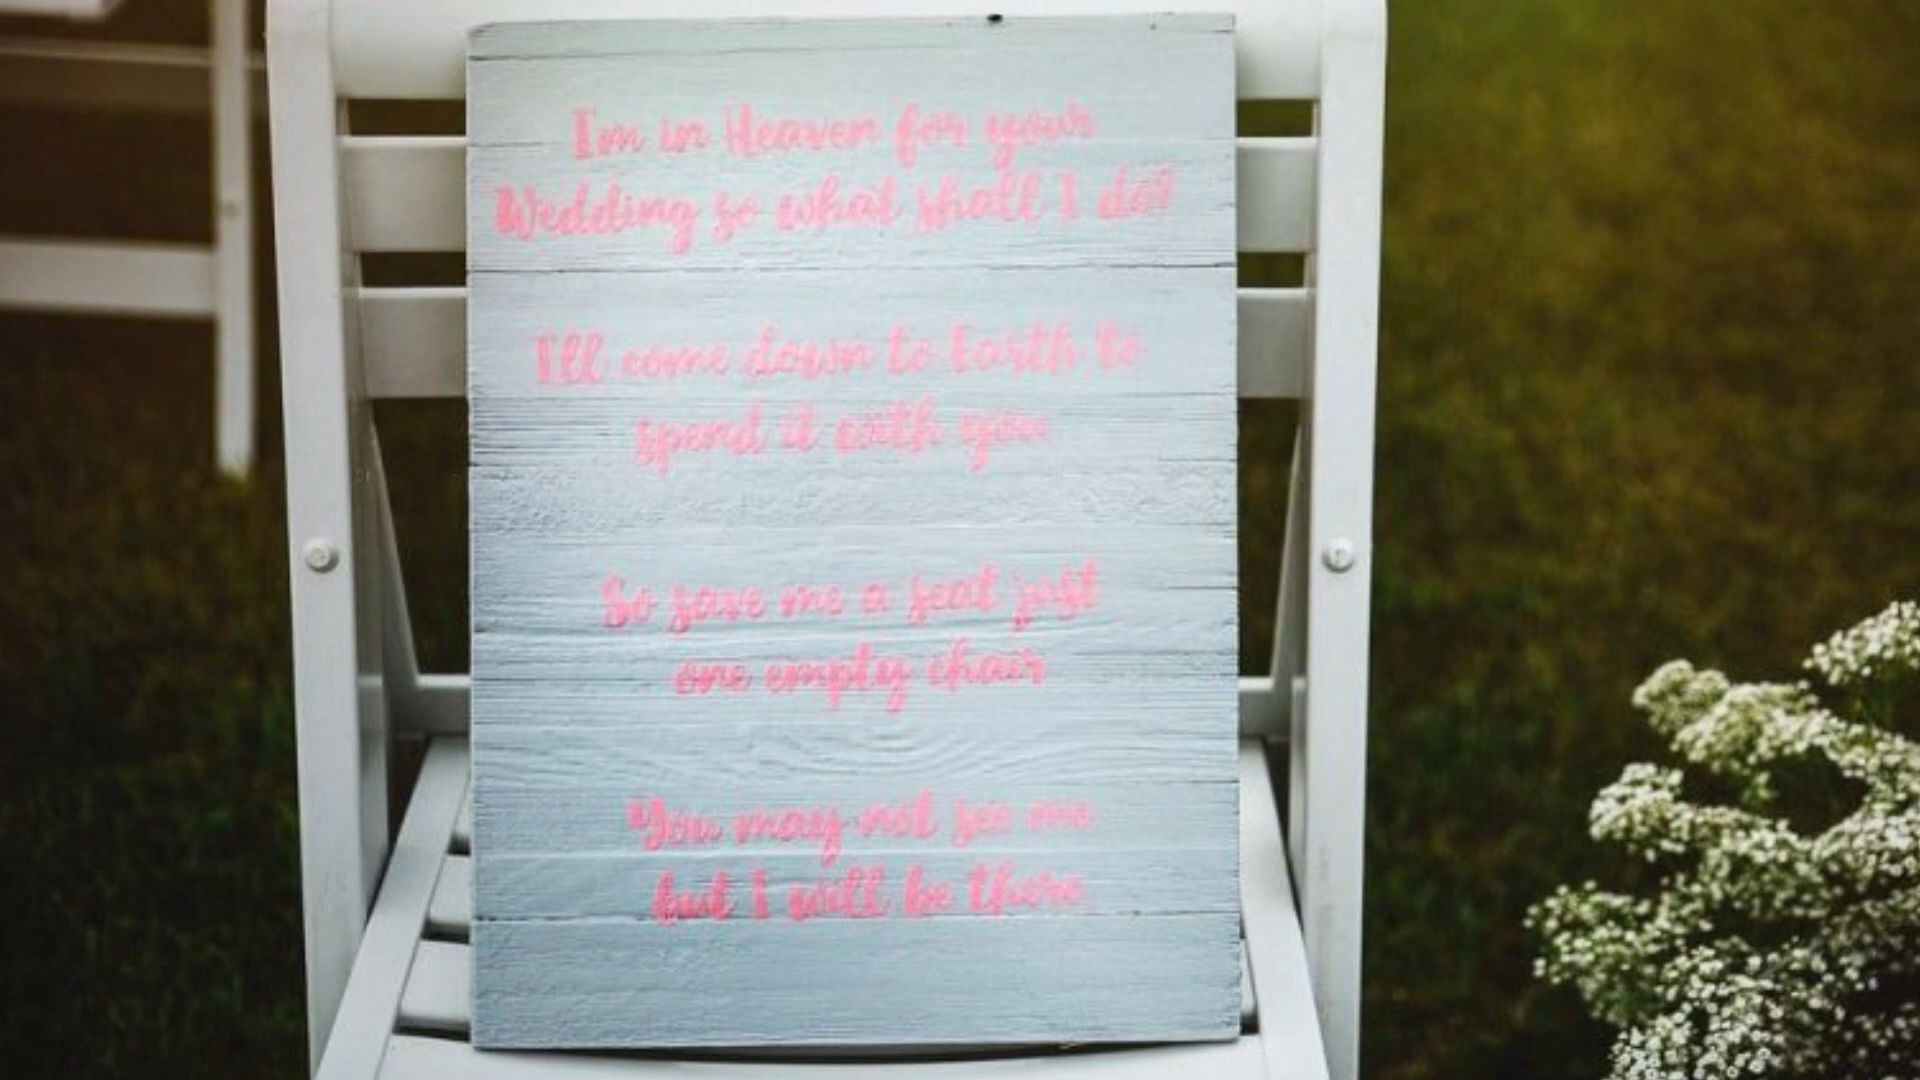 I'm in Heaven for your
Wedding so what shall I do?
I'll come down to Earth to
spend it with you
So save me a seat just
one empty chair
You may not see me
but I will be there.